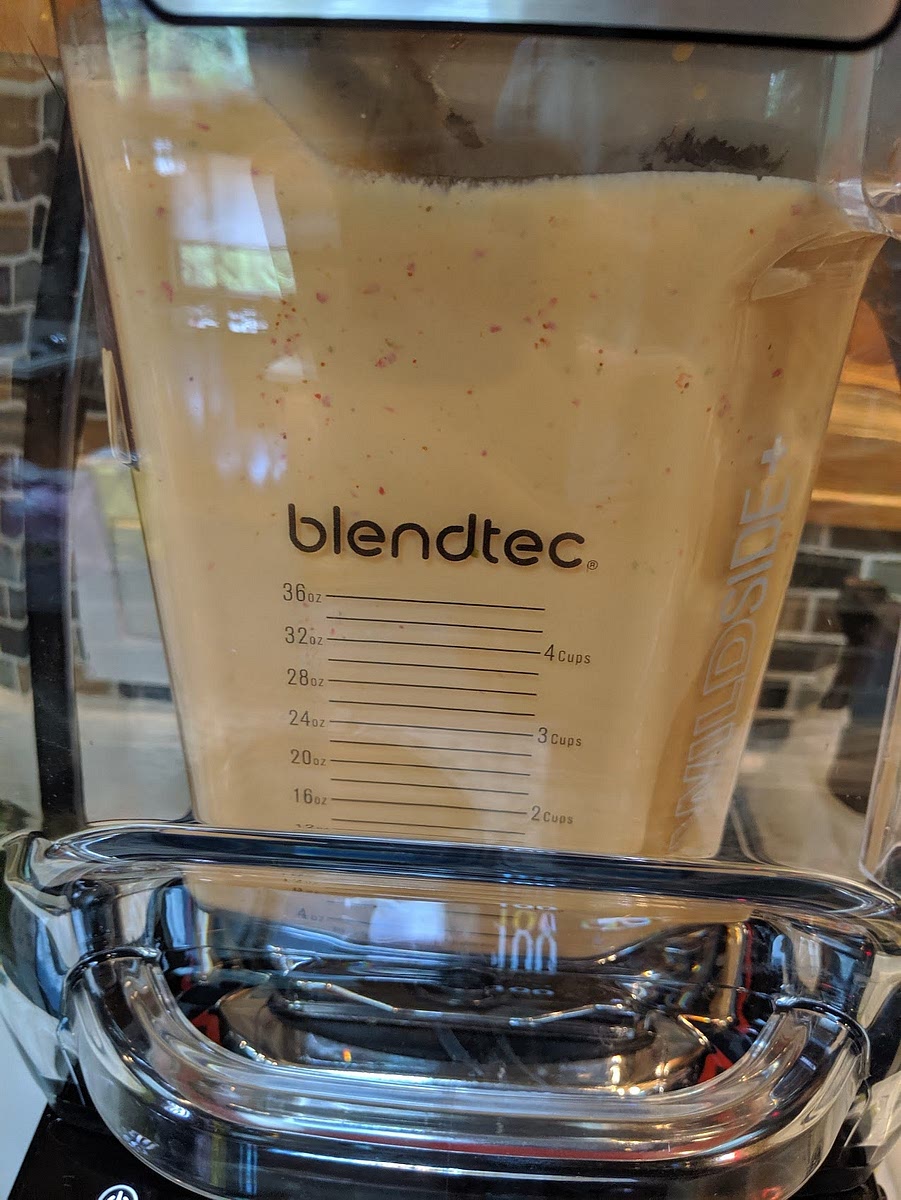 blendtec®
36oz
32oz
4 Cups
28oz
24oz
3 Cups
20oz
16oz
2 Cups
WILDSIDE+